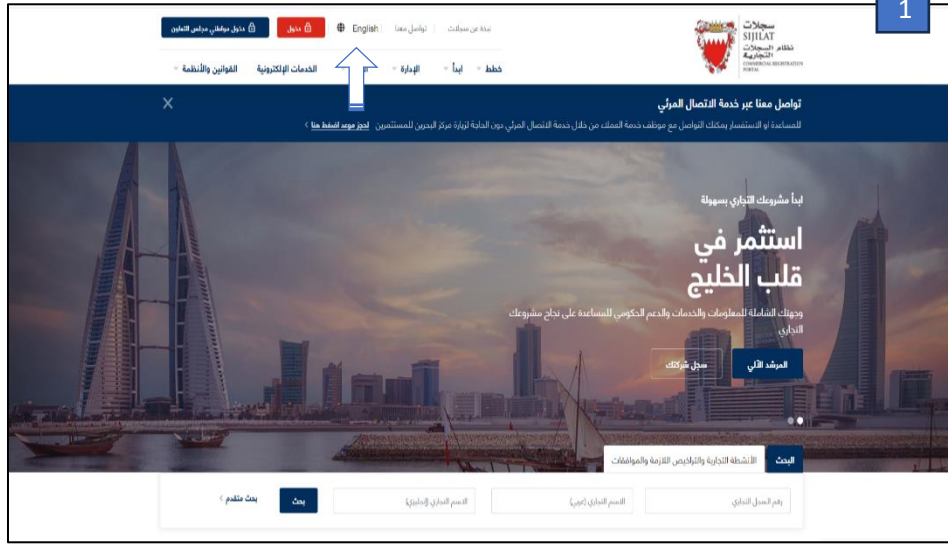 1
سجلات
SIJILAT
نظام السجلات
التجارية
COMMERCIAL REGISTRATION
PORTAL
نبذة عن سجلات
تواصل معنا
English
دخول
دخول مواطني مجلس التعاون
خطط
ابدأ
الإدارة
الخدمات الإلكترونية
القوانين والأنظمة
تواصل معنا عبر خدمة الاتصال المرئي
للمساعدة او الاستفسار يمكنك التواصل مع موظف خدمة العملاء من خلال خدمة الاتصال المرئي دون الحاجة لزيارة مركز البحرين للمستثمرين لحجز موعد اضغط هنا
ابدأ مشروعك التجاري بسهولة
استثمر في
قلب الخليج
وجهتك الشاملة للمعلومات والخدمات والدعم الحكومي للمساعدة على نجاح مشروعك
التجاري
المرشد الآلي
سجل شركتك
البحث
الأنشطة التجارية والتراخيص اللازمة والموافقات
رقم السجل التجاري
الاسم التجاري (عربي)
الاسم التجاري (إنجليزي)
بحث
بحث متقدم